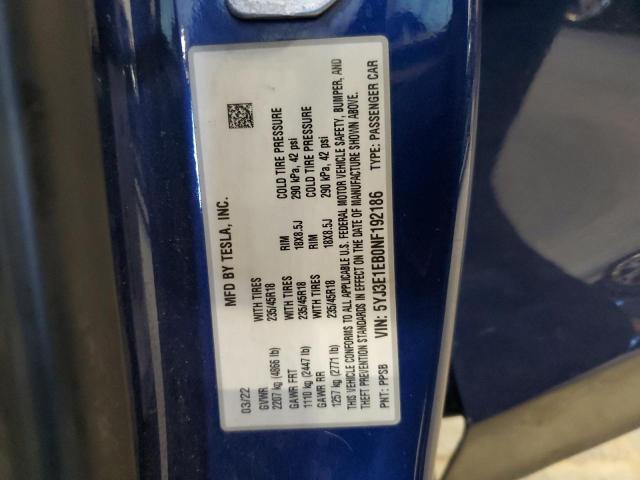 MFD BY TESLA, INC.
03/22
GVWR WITH TIRES RIM COLD TIRE PRESSURE
2207 kg (4866 lb) 235/45R18 18X8.5J 290 kPa, 42 psi
GAWR FRT WITH TIRES RIM COLD TIRE PRESSURE
1110 kg (2447 lb) 235/45R18 18X8.5J 290 kPa, 42 psi
GAWR RR
1257 kg (2771 lb)
THIS VEHICLE CONFORMS TO ALL APPLICABLE U.S. FEDERAL MOTOR VEHICLE SAFETY, BUMPER, AND
THEFT PREVENTION STANDARDS IN EFFECT ON THE DATE OF MANUFACTURE SHOWN ABOVE.
VIN: 5YJ3E1EB0NF192186 TYPE: PASSENGER CAR
PNT: PPSB